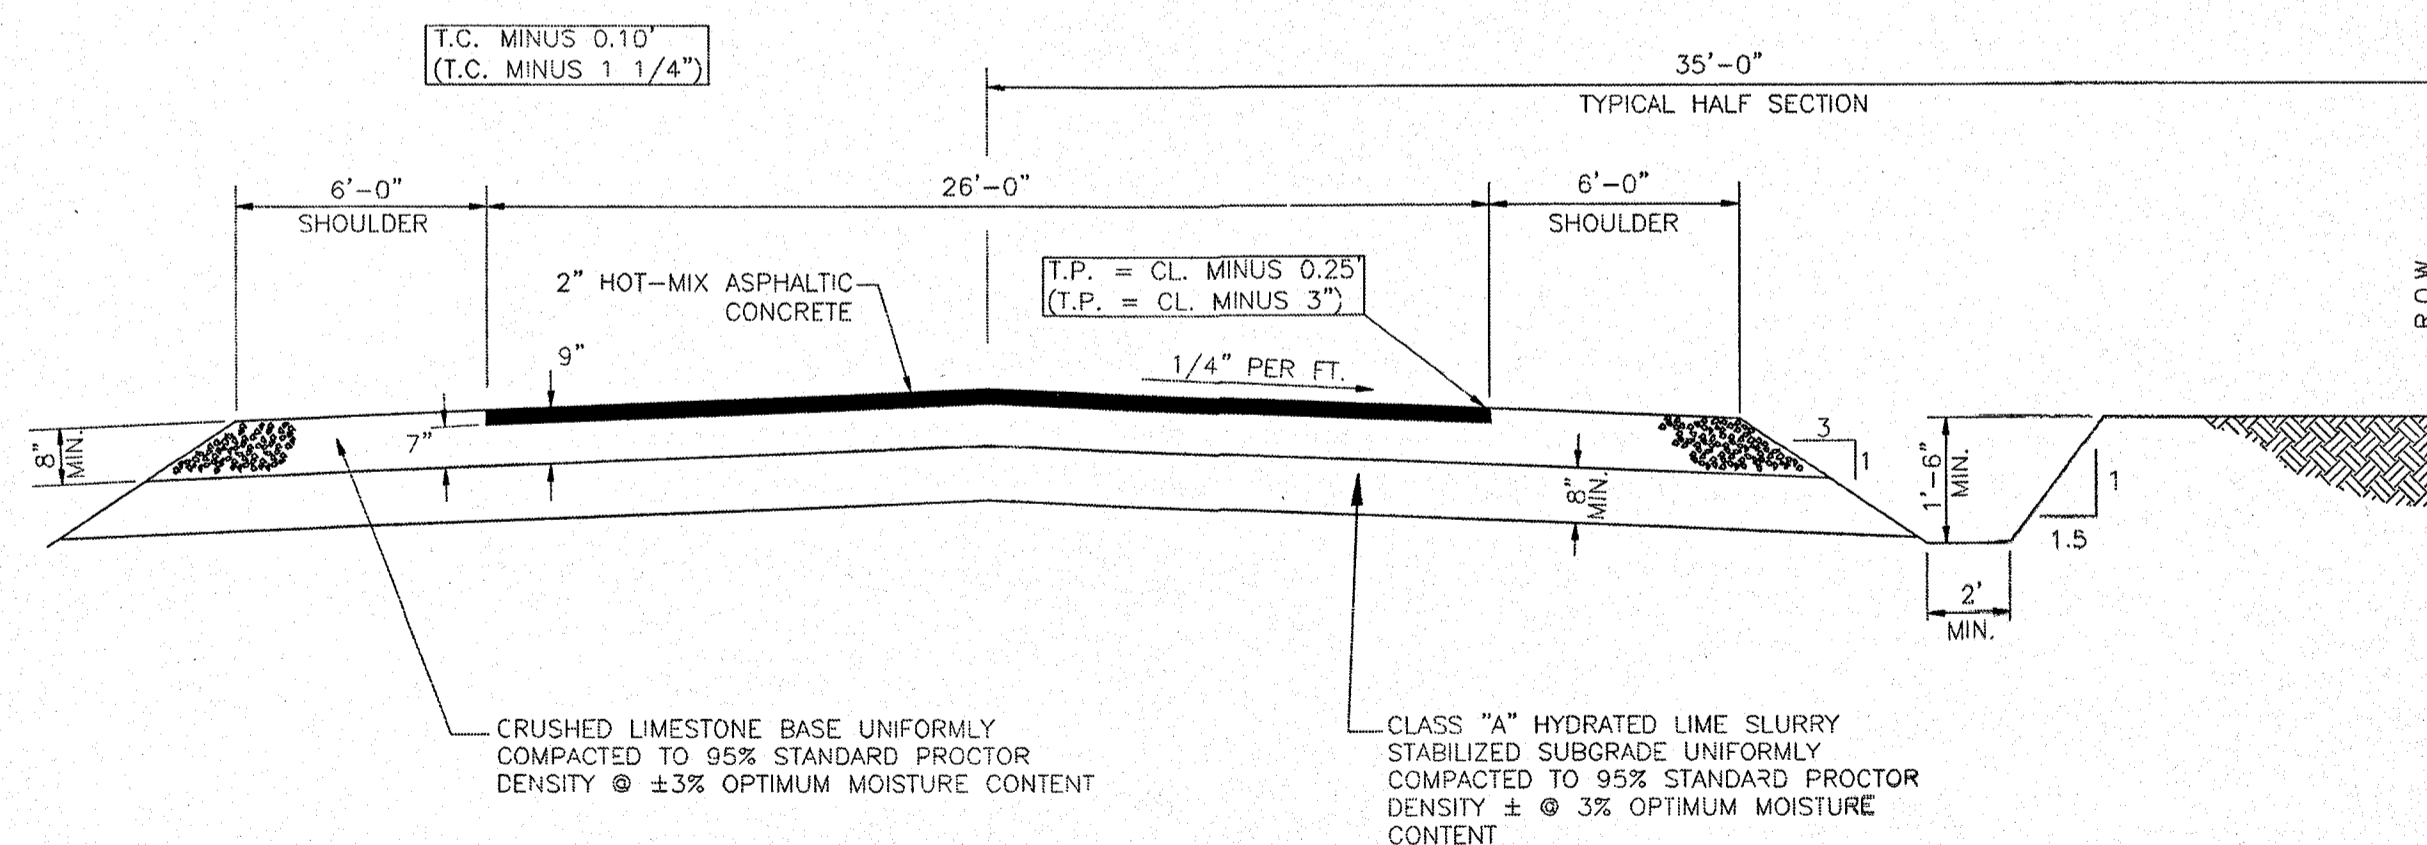 T.C. MINUS 0.10'
(T.C. MINUS 1 1/4")
35'-0"
TYPICAL HALF SECTION
6'-0"
SHOULDER
26'-0"
6'-0"
SHOULDER
2" HOT-MIX ASPHALTIC
CONCRETE
T.P. = CL. MINUS 0.25'
(T.P. = CL. MINUS 3")
R.O.W.
9"
1/4" PER FT.
7"
8"
MIN.
3
1
8"
MIN.
1'-6"
MIN.
1
1.5
2'
MIN.
CRUSHED LIMESTONE BASE UNIFORMLY
COMPACTED TO 95% STANDARD PROCTOR
DENSITY @ ±3% OPTIMUM MOISTURE CONTENT
CLASS "A" HYDRATED LIME SLURRY
STABILIZED SUBGRADE UNIFORMLY
COMPACTED TO 95% STANDARD PROCTOR
DENSITY ± @ 3% OPTIMUM MOISTURE
CONTENT